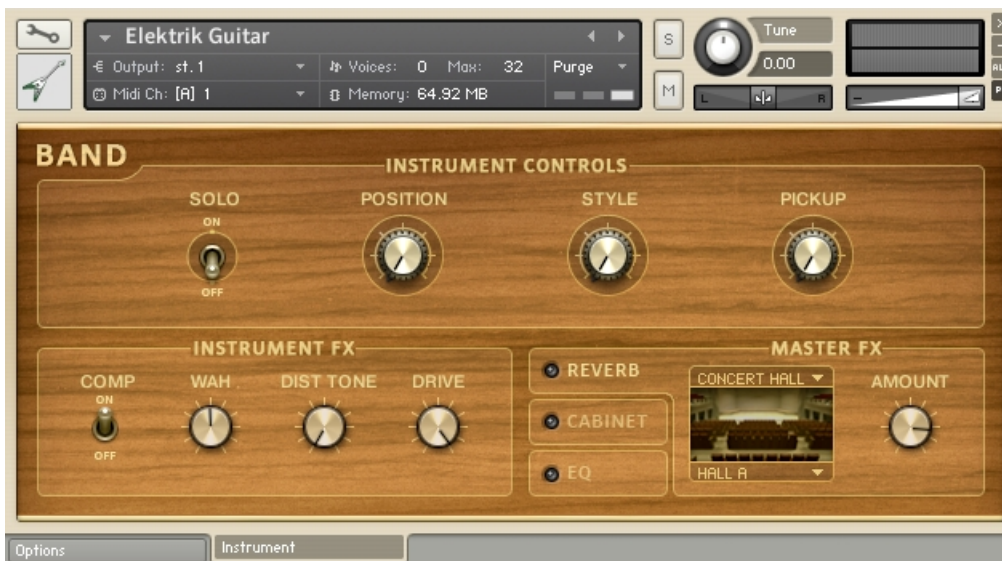 Elektrik Guitar
Output: st.1
Voices: 0 Max: 32
Purge
Midi Ch: [A] 1
Memory: 64.92 MB
S
M
Tune
0.00
L
R
BAND
INSTRUMENT CONTROLS
SOLO
POSITION
STYLE
PICKUP
ON
OFF
INSTRUMENT FX
COMP
WAH
DIST TONE
DRIVE
ON
OFF
MASTER FX
REVERB
CABINET
EQ
CONCERT HALL
HALL A
AMOUNT
Options
Instrument